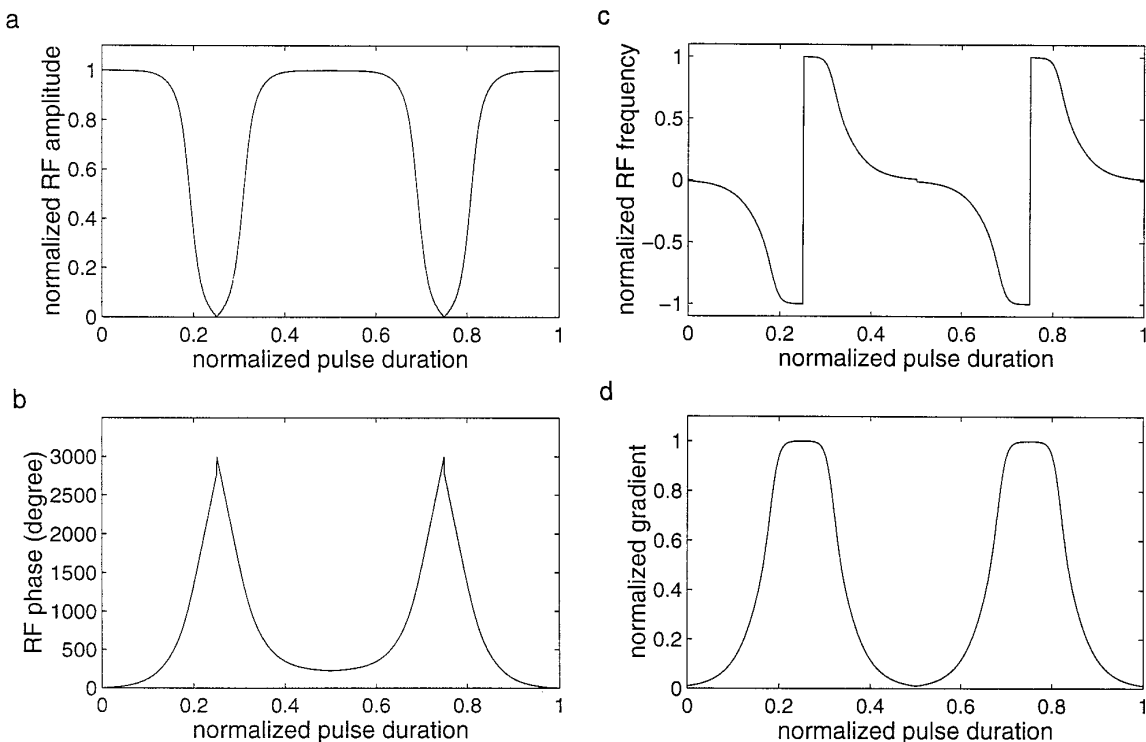 a
normalized RF amplitude
1
0.8
0.6
0.4
0.2
0
0 0.2 0.4 0.6 0.8 1
normalized pulse duration
c
normalized RF frequency
1
0.5
0
−0.5
−1
0 0.2 0.4 0.6 0.8 1
normalized pulse duration
b
RF phase (degree)
3000
2500
2000
1500
1000
500
0
0 0.2 0.4 0.6 0.8 1
normalized pulse duration
d
normalized gradient
1
0.8
0.6
0.4
0.2
0
0 0.2 0.4 0.6 0.8 1
normalized pulse duration